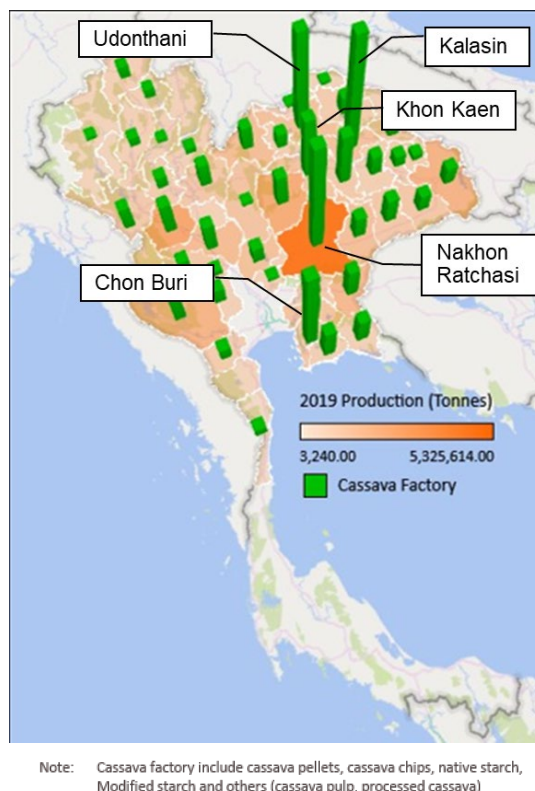 Udonthani
Kalasin
Khon Kaen
Nakhon
Ratchasi
Chon Buri
2019 Production (Tonnes)
3,240.00 5,325,614.00
Cassava Factory
Note: Cassava factory include cassava pellets, cassava chips, native starch,
Modified starch and others (cassava pulp, processed cassava)